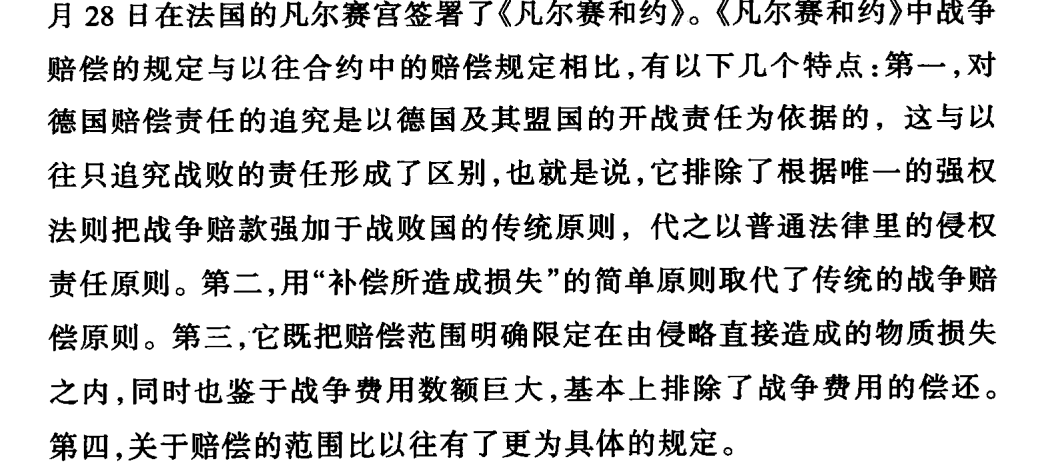 月 28 日在法国的凡尔赛宫签署了《凡尔赛和约》。《凡尔赛和约》中战争
赔偿的规定与以往合约中的赔偿规定相比,有以下几个特点:第一,对
德国赔偿责任的追究是以德国及其盟国的开战责任为依据的,这与以
往只追究战败的责任形成了区别,也就是说,它排除了根据唯一的强权
法则把战争赔款强加于战败国的传统原则,代之以普通法律里的侵权
责任原则。第二,用“补偿所造成损失”的简单原则取代了传统的战争赔
偿原则。第三,它既把赔偿范围明确限定在由侵略直接造成的物质损失
之内,同时也鉴于战争费用数额巨大,基本上排除了战争费用的偿还。
第四,关于赔偿的范围比以往有了更为具体的规定。